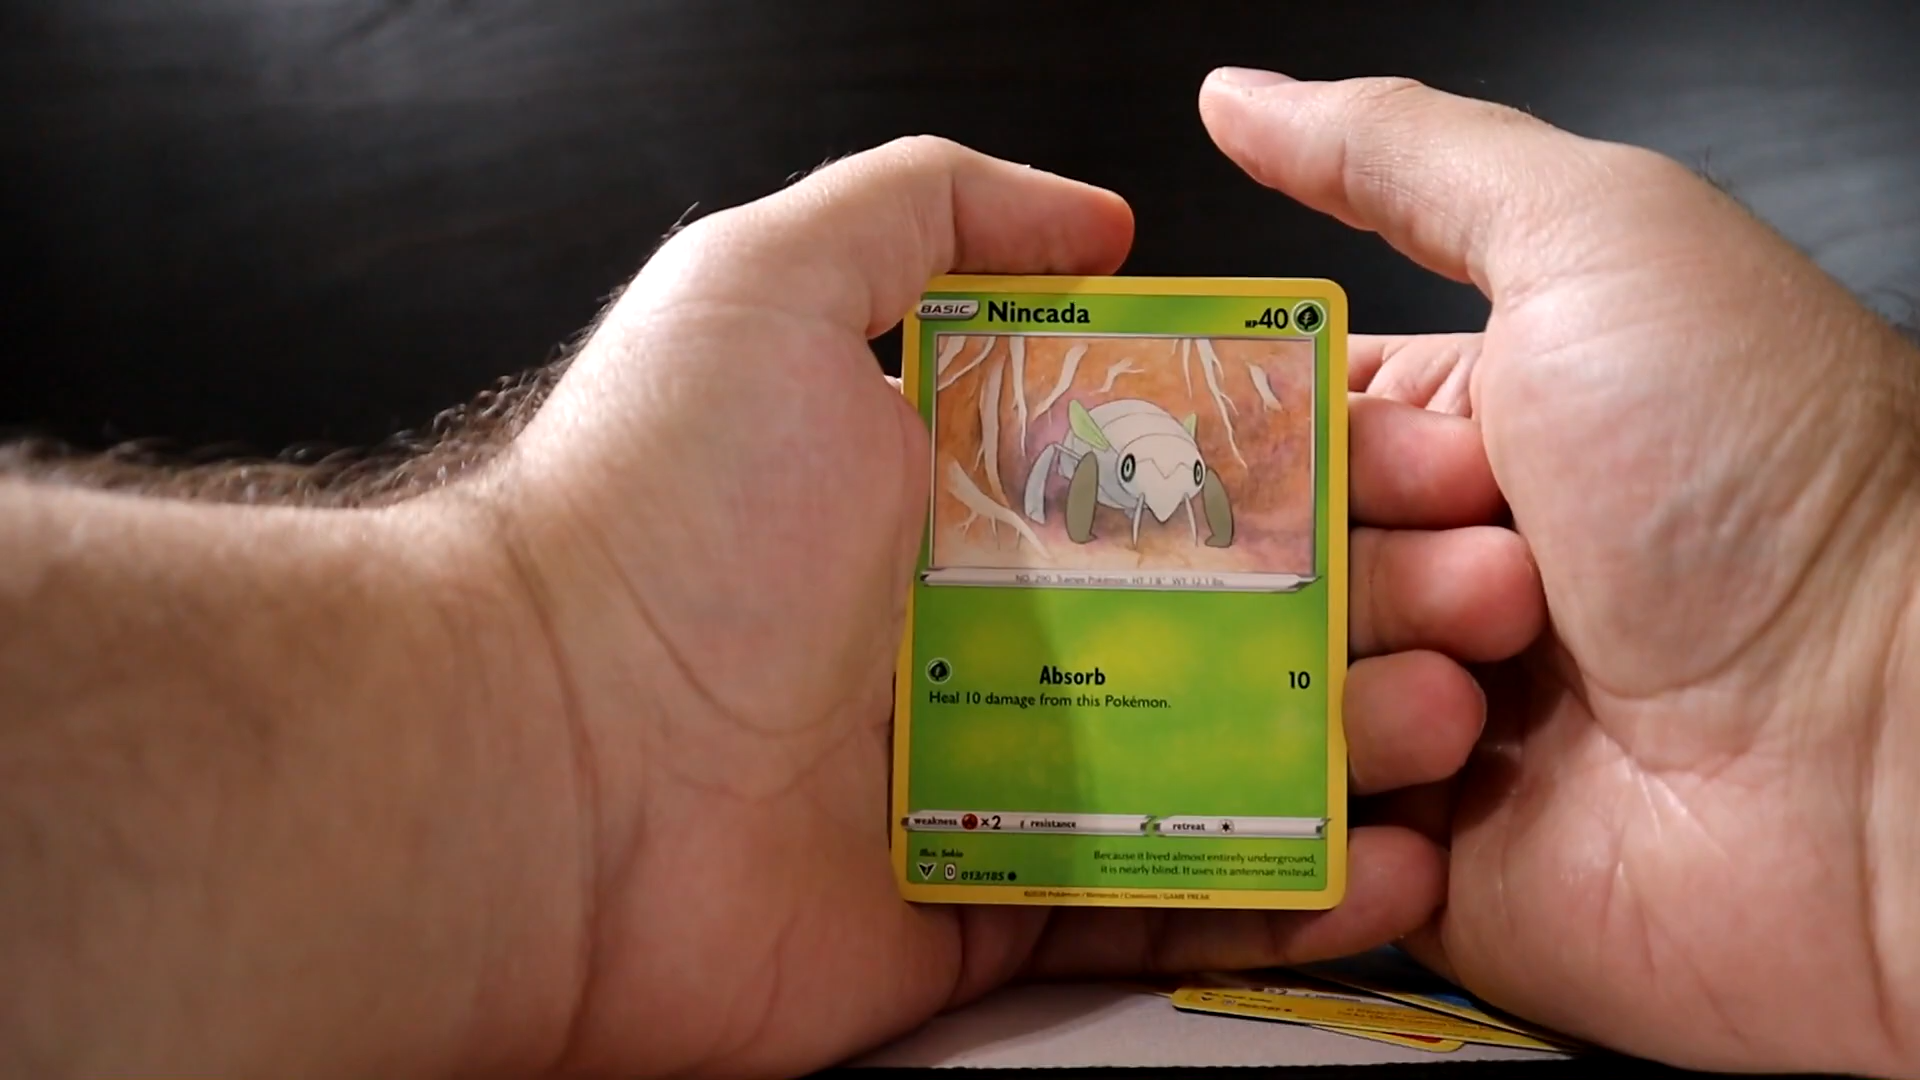 BASIC Nincada HP40
NO. 290 Trainee Pokémon HT: 1'8" WT: 12.1 lbs.
Absorb 10
Heal 10 damage from this Pokémon.
weakness ×2 resistance retreat
Illus. Sekio
D 013/185
Because it lived almost entirely underground,
it is nearly blind. It uses its antennae instead.
©2020 Pokémon / Nintendo / Creatures / GAME FREAK